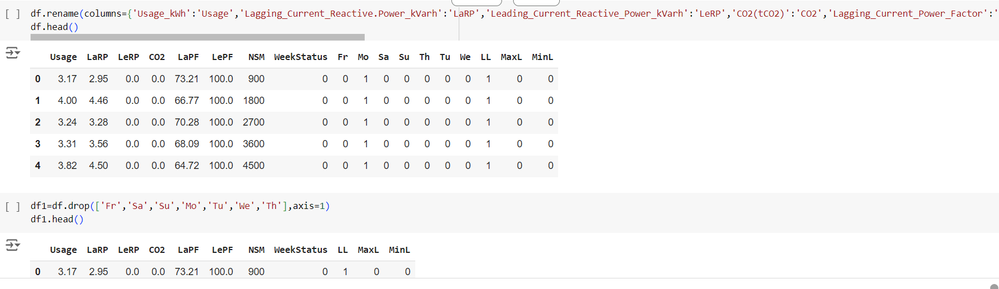 [ ] df.rename(columns={'Usage_kWh':'Usage','Lagging_Current_Reactive.Power_kVarh':'LaRP','Leading_Current_Reactive_Power_kVarh':'LeRP','CO2(tCO2)':'CO2','Lagging_Current_Power_Factor':'
df.head()
Usage LaRP LeRP CO2 LaPF LePF NSM WeekStatus Fr Mo Sa Su Th Tu We LL MaxL MinL
0 3.17 2.95 0.0 0.0 73.21 100.0 900 0 0 1 0 0 0 0 0 1 0 0
1 4.00 4.46 0.0 0.0 66.77 100.0 1800 0 0 1 0 0 0 0 0 1 0 0
2 3.24 3.28 0.0 0.0 70.28 100.0 2700 0 0 1 0 0 0 0 0 1 0 0
3 3.31 3.56 0.0 0.0 68.09 100.0 3600 0 0 1 0 0 0 0 0 1 0 0
4 3.82 4.50 0.0 0.0 64.72 100.0 4500 0 0 1 0 0 0 0 0 1 0 0
[ ] df1=df.drop(['Fr','Sa','Su','Mo','Tu','We','Th'],axis=1)
df1.head()
Usage LaRP LeRP CO2 LaPF LePF NSM WeekStatus LL MaxL MinL
0 3.17 2.95 0.0 0.0 73.21 100.0 900 0 1 0 0